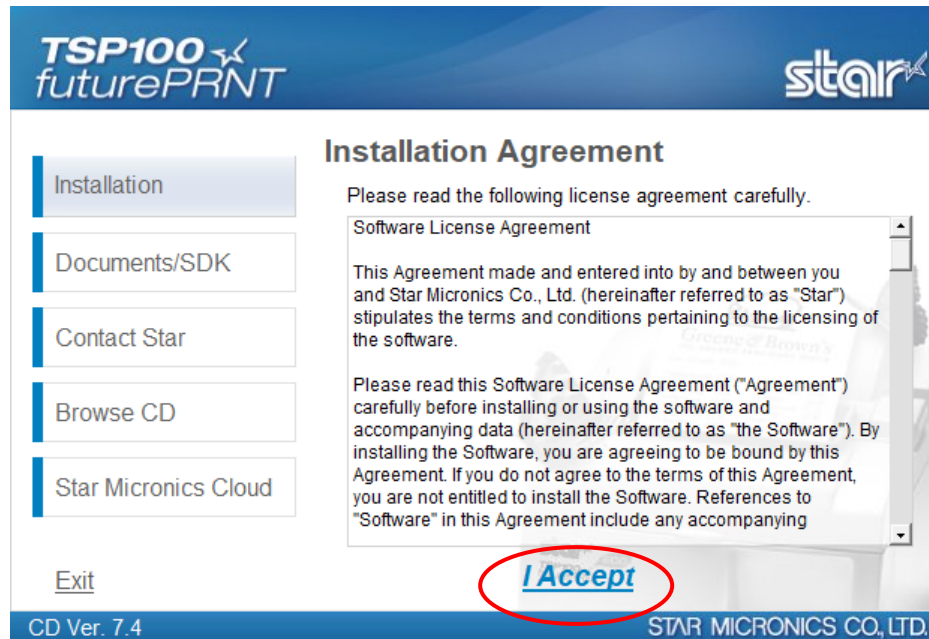 TSP100
futurePRNT
star
Installation
Documents/SDK
Contact Star
Browse CD
Star Micronics Cloud
Exit
Installation Agreement
Please read the following license agreement carefully.
Software License Agreement
This Agreement made and entered into by and between you
and Star Micronics Co., Ltd. (hereinafter referred to as "Star")
stipulates the terms and conditions pertaining to the licensing of
the software.
Please read this Software License Agreement ("Agreement")
carefully before installing or using the software and
accompanying data (hereinafter referred to as "the Software"). By
installing the Software, you are agreeing to be bound by this
Agreement. If you do not agree to the terms of this Agreement,
you are not entitled to install the Software. References to
"Software" in this Agreement include any accompanying
Greene & Brown's
I Accept
CD Ver. 7.4
STAR MICRONICS CO., LTD.